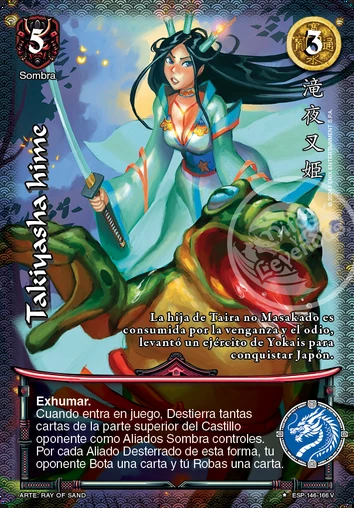 5
3
Sombra
Takiyasha hime
滝夜叉姫
La hija de Taira no Masakado es
consumida por la venganza y el odio,
levantó un ejército de Yokais para
conquistar Japón.
Exhumar.
Cuando entra en juego, Destierra tantas
cartas de la parte superior del Castillo
oponente como Aliados Sombra controles.
Por cada Aliado Desterrado de esta forma, tu
oponente Bota una carta y tú Robas una carta.
ARTE: RAY OF SAND
ESP-146-166 V